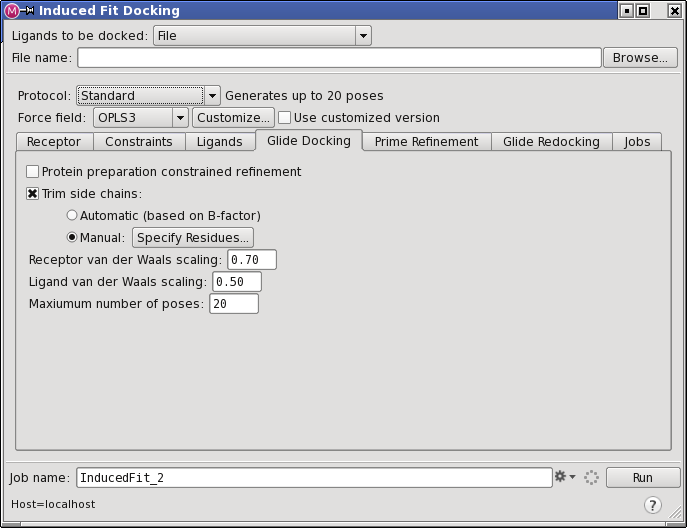 M Induced Fit Docking
Ligands to be docked: File
File name: Browse...
Protocol: Standard Generates up to 20 poses
Force field: OPLS3 Customize... Use customized version
Receptor Constraints Ligands Glide Docking Prime Refinement Glide Redocking Jobs
Protein preparation constrained refinement
Trim side chains:
Automatic (based on B-factor)
Manual: Specify Residues...
Receptor van der Waals scaling: 0.70
Ligand van der Waals scaling: 0.50
Maxiumum number of poses: 20
Job name: InducedFit_2 Run
Host=localhost ?